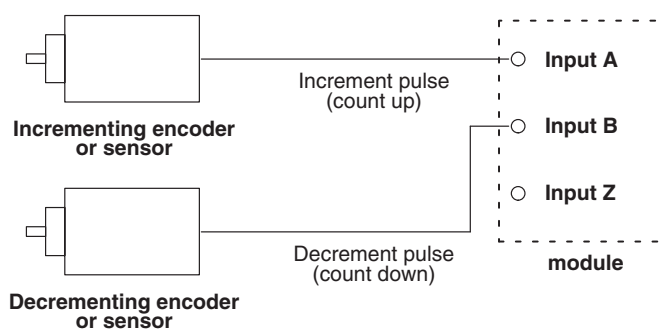 Input A
Increment pulse
(count up)
Incrementing encoder
or sensor
Input B
Input Z
Decrement pulse
(count down)
module
Decrementing encoder
or sensor